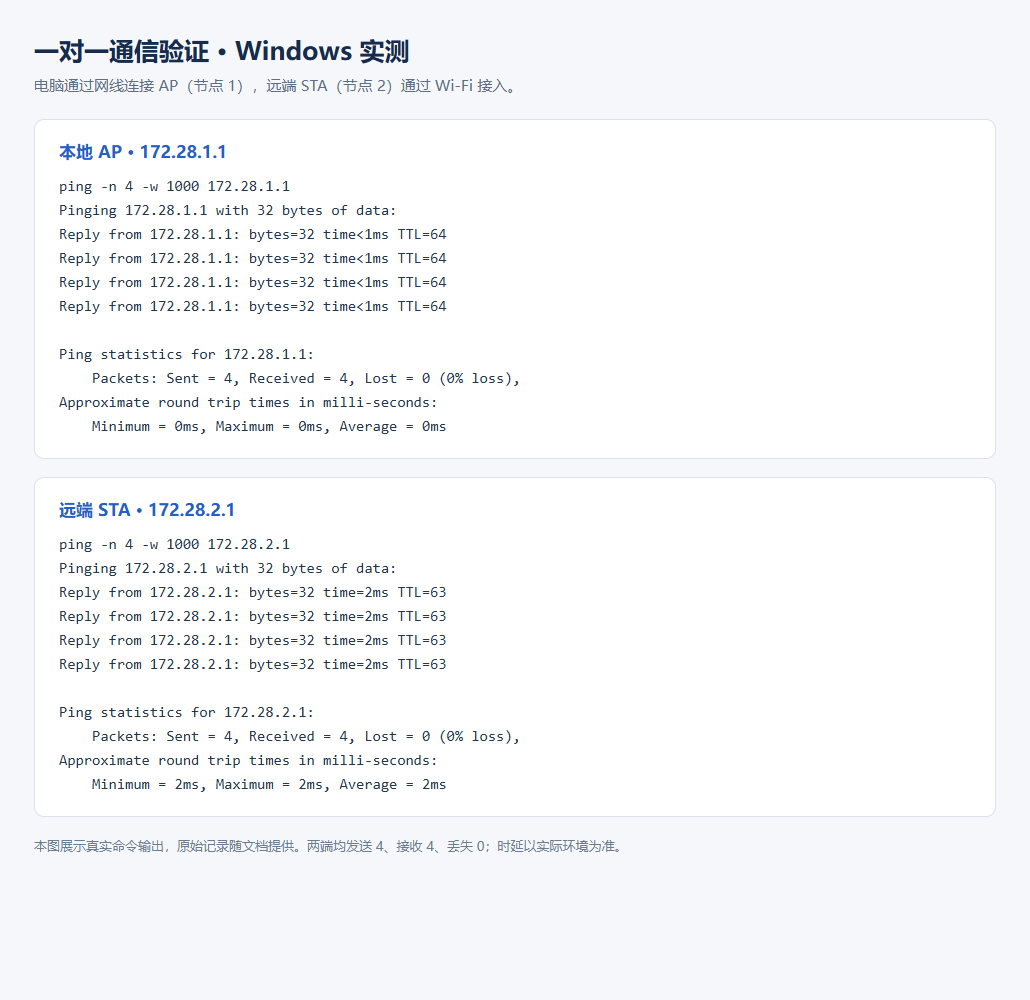 一对一通信验证 • Windows 实测
电脑通过网线连接 AP（节点 1），远端 STA（节点 2）通过 Wi-Fi 接入。
本地 AP • 172.28.1.1
ping -n 4 -w 1000 172.28.1.1
Pinging 172.28.1.1 with 32 bytes of data:
Reply from 172.28.1.1: bytes=32 time<1ms TTL=64
Reply from 172.28.1.1: bytes=32 time<1ms TTL=64
Reply from 172.28.1.1: bytes=32 time<1ms TTL=64
Reply from 172.28.1.1: bytes=32 time<1ms TTL=64
Ping statistics for 172.28.1.1:
Packets: Sent = 4, Received = 4, Lost = 0 (0% loss),
Approximate round trip times in milli-seconds:
Minimum = 0ms, Maximum = 0ms, Average = 0ms
远端 STA • 172.28.2.1
ping -n 4 -w 1000 172.28.2.1
Pinging 172.28.2.1 with 32 bytes of data:
Reply from 172.28.2.1: bytes=32 time=2ms TTL=63
Reply from 172.28.2.1: bytes=32 time=2ms TTL=63
Reply from 172.28.2.1: bytes=32 time=2ms TTL=63
Reply from 172.28.2.1: bytes=32 time=2ms TTL=63
Ping statistics for 172.28.2.1:
Packets: Sent = 4, Received = 4, Lost = 0 (0% loss),
Approximate round trip times in milli-seconds:
Minimum = 2ms, Maximum = 2ms, Average = 2ms
本图展示真实命令输出，原始记录随文档提供。两端均发送 4、接收 4、丢失 0；时延以实际环境为准。